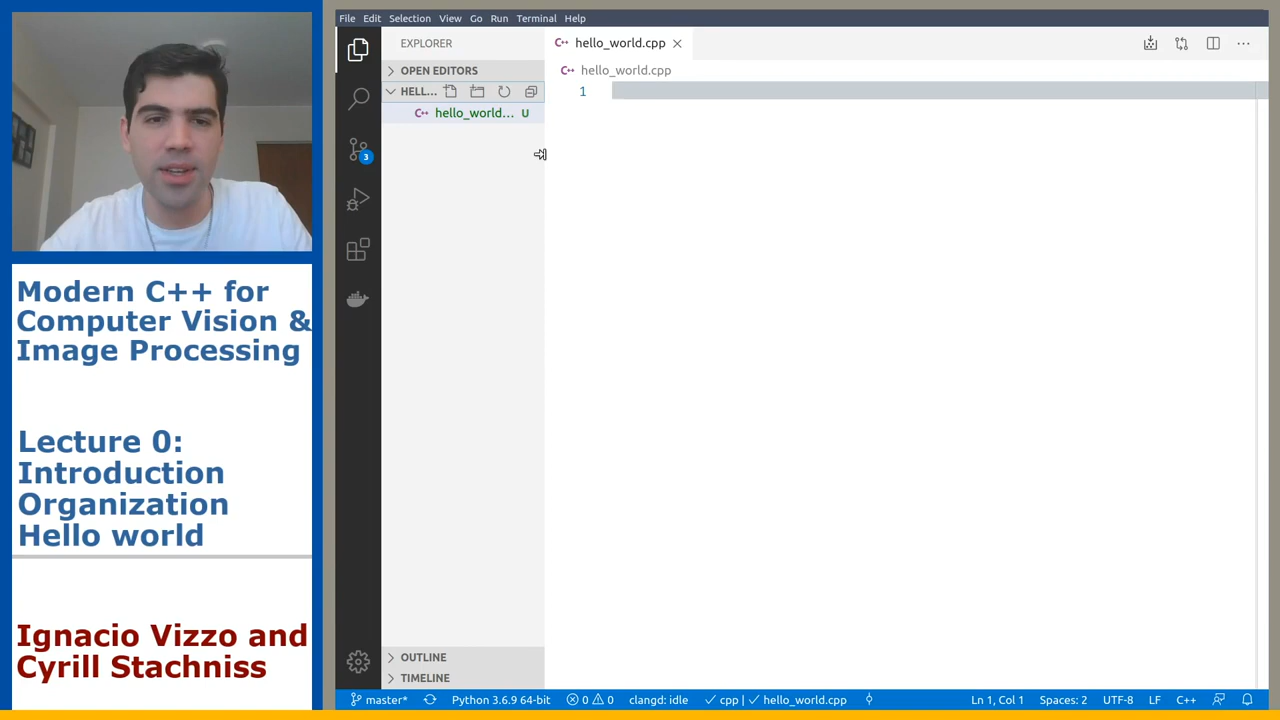 Modern C++ for
Computer Vision &
Image Processing
Lecture 0:
Introduction
Organization
Hello world
Ignacio Vizzo and
Cyrill Stachniss
File Edit Selection View Go Run Terminal Help
EXPLORER
OPEN EDITORS
HELL...
hello_world... U
3
OUTLINE
TIMELINE
hello_world.cpp
hello_world.cpp
1
master* Python 3.6.9 64-bit 0 0 clangd: idle cpp | hello_world.cpp Ln 1, Col 1 Spaces: 2 UTF-8 LF C++